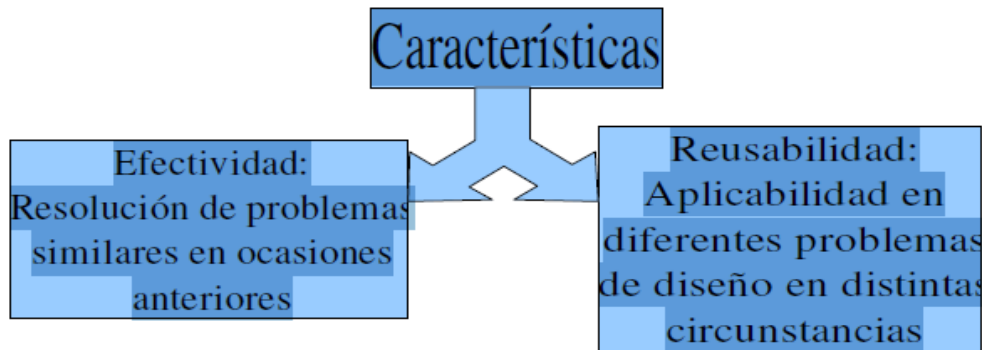 Características
Efectividad:
Resolución de problemas
similares en ocasiones
anteriores
Reusabilidad:
Aplicabilidad en
diferentes problemas
de diseño en distintas
circunstancias